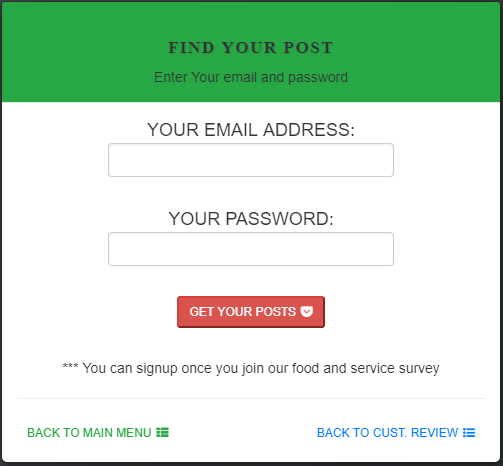 FIND YOUR POST
Enter Your email and password
YOUR EMAIL ADDRESS:
YOUR PASSWORD:
GET YOUR POSTS
*** You can signup once you join our food and service survey
BACK TO MAIN MENU
BACK TO CUST. REVIEW